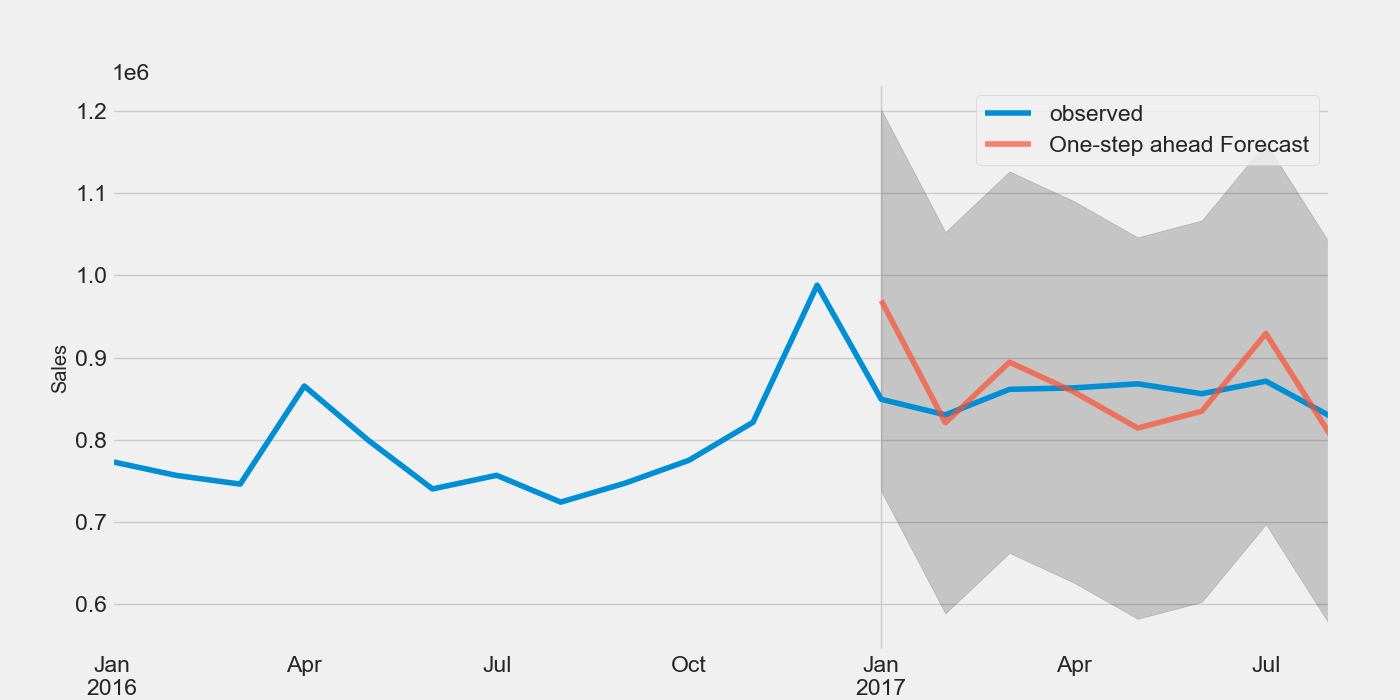 1e6
1.2
1.1
1.0
0.9
0.8
0.7
0.6
Sales
observed
One-step ahead Forecast
Jan Apr Jul Oct Jan Apr Jul
2016 2017